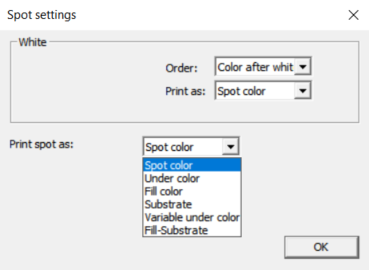 Spot settings
White
Order: Color after whit
Print as: Spot color
Print spot as: Spot color
Spot color
Under color
Fill color
Substrate
Variable under color
Fill-Substrate
OK